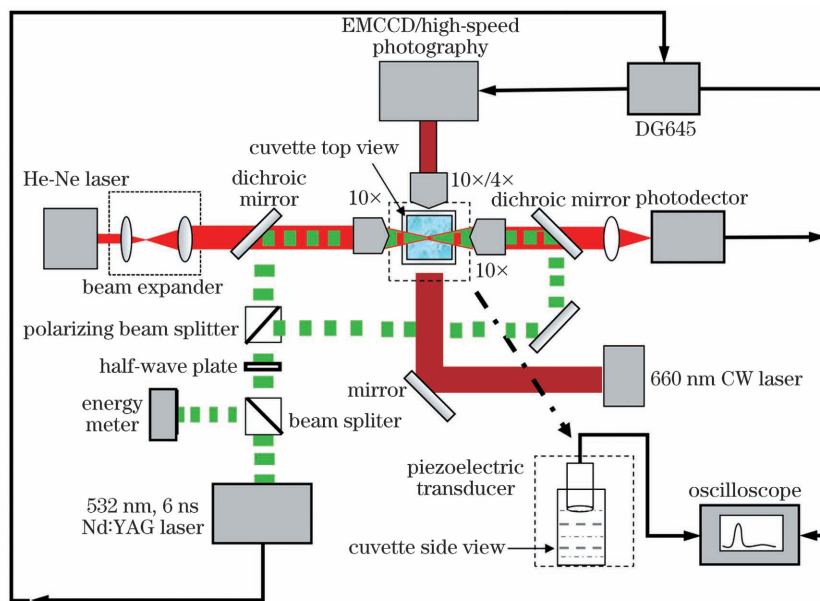 EMCCD/high-speed
photography
DG645
cuvette top view
He-Ne laser
dichroic
mirror
10×
10×/4×
dichroic mirror
photodector
beam expander
10×
polarizing beam splitter
half-wave plate
mirror
660 nm CW laser
energy
meter
beam spliter
532 nm, 6 ns
Nd:YAG laser
piezoelectric
transducer
oscilloscope
cuvette side view